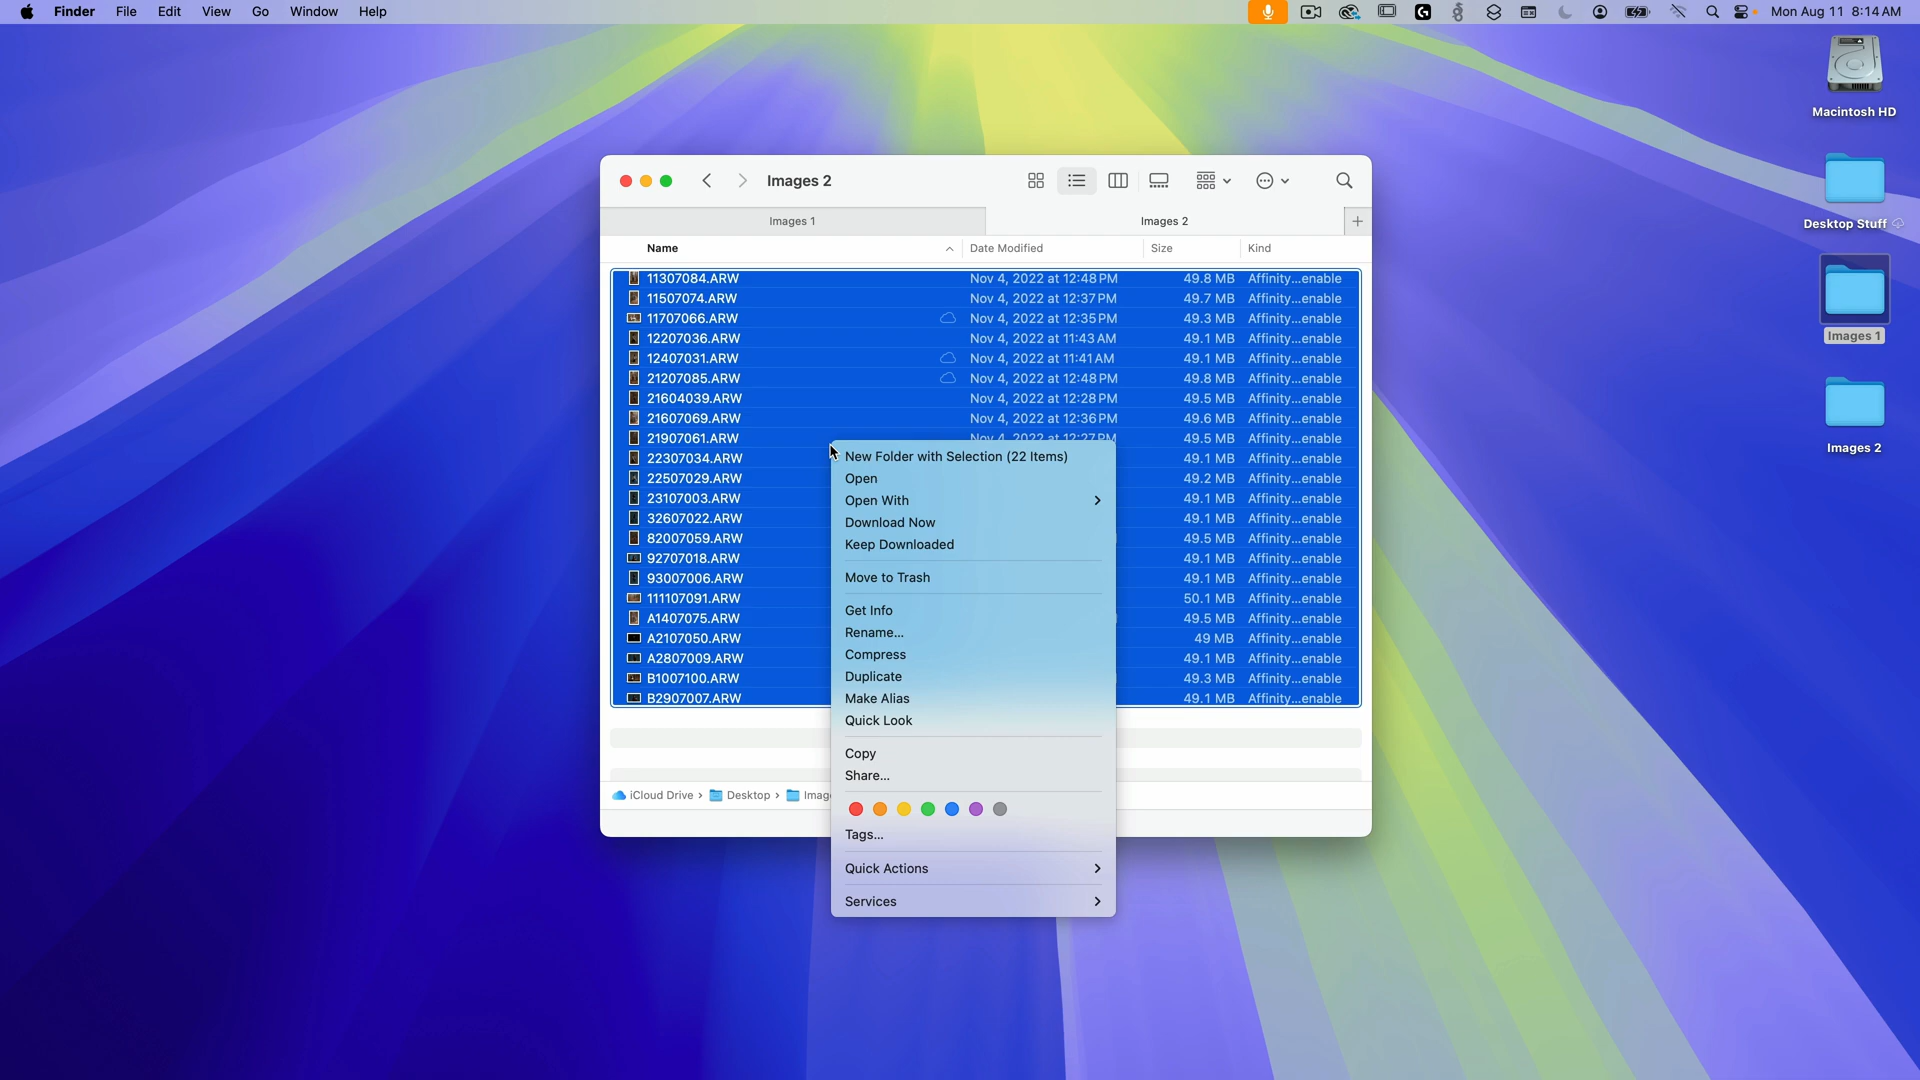 Finder File Edit View Go Window Help
Mon Aug 11 8:14 AM
Macintosh HD
Desktop Stuff
Images 1
Images 2
Images 2
Images 1 Images 2
Name Date Modified Size Kind
11307084.ARW Nov 4, 2022 at 12:48 PM 49.8 MB Affinity...enable
11507074.ARW Nov 4, 2022 at 12:37 PM 49.7 MB Affinity...enable
11707066.ARW Nov 4, 2022 at 12:35 PM 49.3 MB Affinity...enable
12207036.ARW Nov 4, 2022 at 11:43 AM 49.1 MB Affinity...enable
12407031.ARW Nov 4, 2022 at 11:41 AM 49.1 MB Affinity...enable
21207085.ARW Nov 4, 2022 at 12:48 PM 49.8 MB Affinity...enable
21604039.ARW Nov 4, 2022 at 12:28 PM 49.5 MB Affinity...enable
21607069.ARW Nov 4, 2022 at 12:36 PM 49.6 MB Affinity...enable
21907061.ARW Nov 4, 2022 at 12:27 PM 49.5 MB Affinity...enable
22307034.ARW 49.1 MB Affinity...enable
22507029.ARW 49.2 MB Affinity...enable
23107003.ARW 49.1 MB Affinity...enable
32607022.ARW 49.1 MB Affinity...enable
82007059.ARW 49.5 MB Affinity...enable
92707018.ARW 49.1 MB Affinity...enable
93007006.ARW 49.1 MB Affinity...enable
111107091.ARW 50.1 MB Affinity...enable
A1407075.ARW 49.5 MB Affinity...enable
A2107050.ARW 49 MB Affinity...enable
A2807009.ARW 49.1 MB Affinity...enable
B1007100.ARW 49.3 MB Affinity...enable
B2907007.ARW 49.1 MB Affinity...enable
iCloud Drive › Desktop › Imag
New Folder with Selection (22 Items)
Open
Open With
Download Now
Keep Downloaded
Move to Trash
Get Info
Rename...
Compress
Duplicate
Make Alias
Quick Look
Copy
Share...
Tags...
Quick Actions
Services